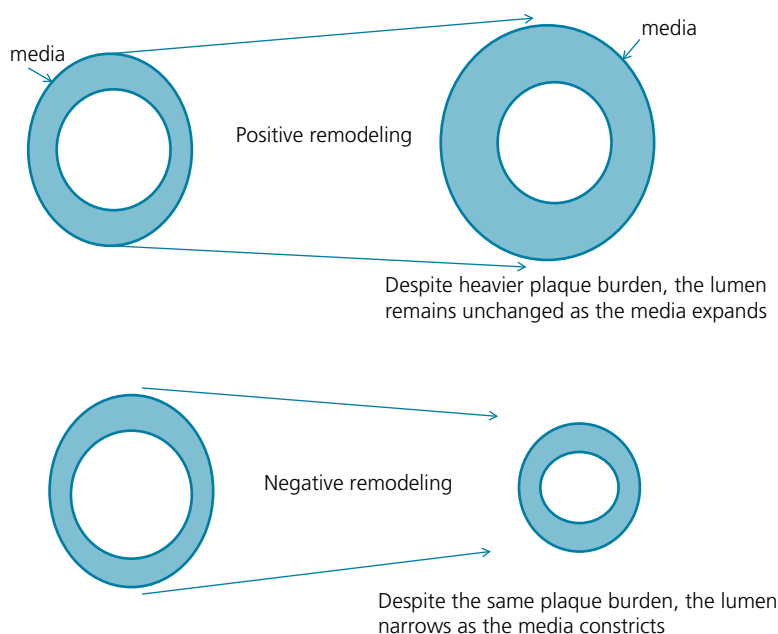 media
media
Positive remodeling
Despite heavier plaque burden, the lumen
remains unchanged as the media expands
Negative remodeling
Despite the same plaque burden, the lumen
narrows as the media constricts